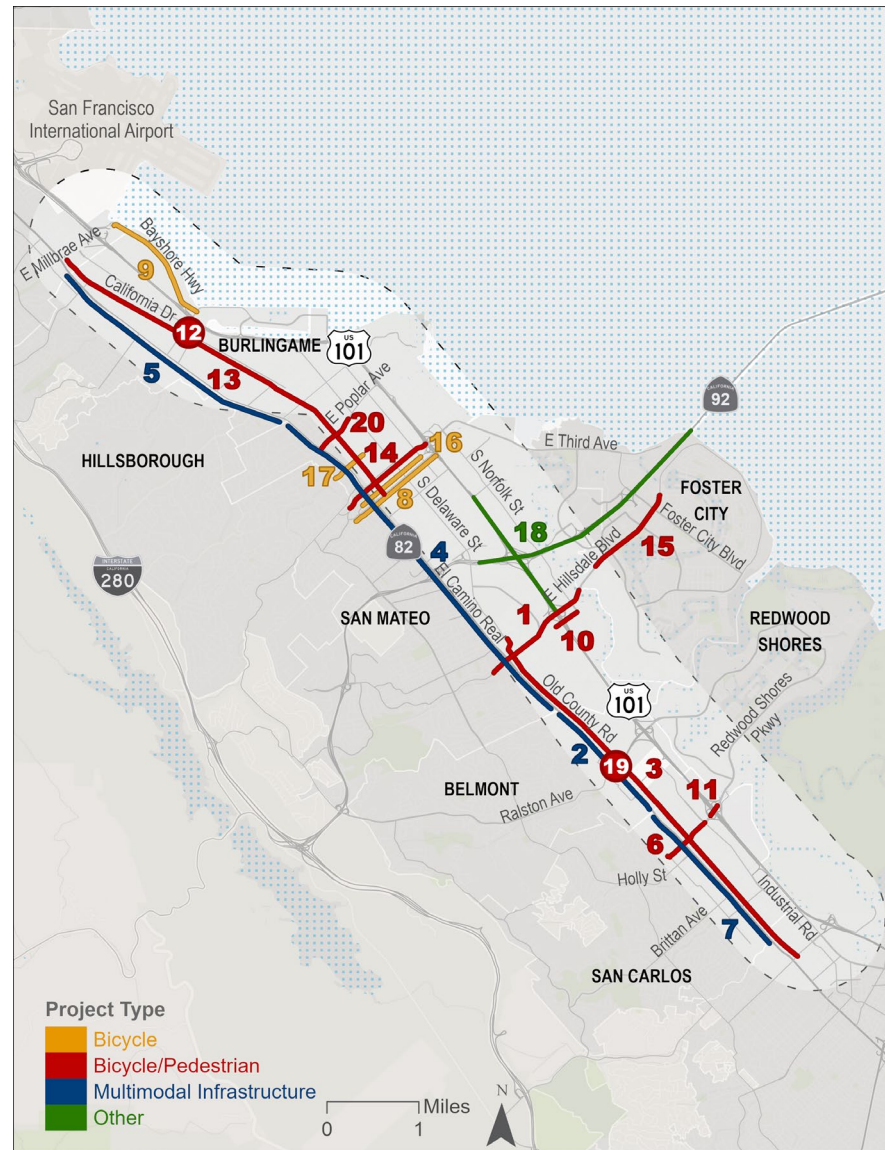 San Francisco
International Airport
E Millbrae Ave
Bayshore Hwy
9
California Dr
12
BURLINGAME
US
101
5
13
E Poplar Ave
CALIFORNIA
92
20
16
E Third Ave
HILLSBOROUGH
14
17
S Norfolk St
FOSTER
CITY
8
S Delaware St
18
Foster City Blvd
15
E Hillsdale Blvd
CALIFORNIA
82
4
INTERSTATE
CALIFORNIA
280
El Camino Real
SAN MATEO
1
10
REDWOOD
SHORES
Old County Rd
US
101
Redwood Shores
Pkwy
2
19
3
BELMONT
11
Ralston Ave
6
Holly St
Industrial Rd
Brittan Ave
7
SAN CARLOS
Project Type
Bicycle
Bicycle/Pedestrian
Multimodal Infrastructure
Other
Miles
0
1
N